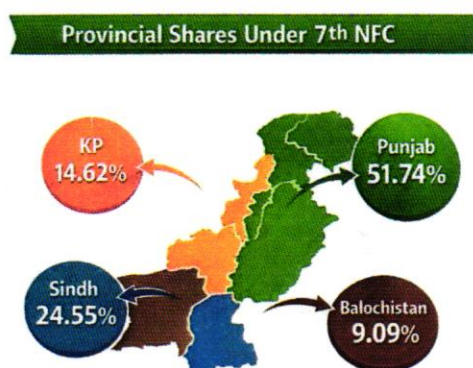 Provincial Shares Under 7th NFC
KP
14.62%
Punjab
51.74%
Sindh
24.55%
Balochistan
9.09%